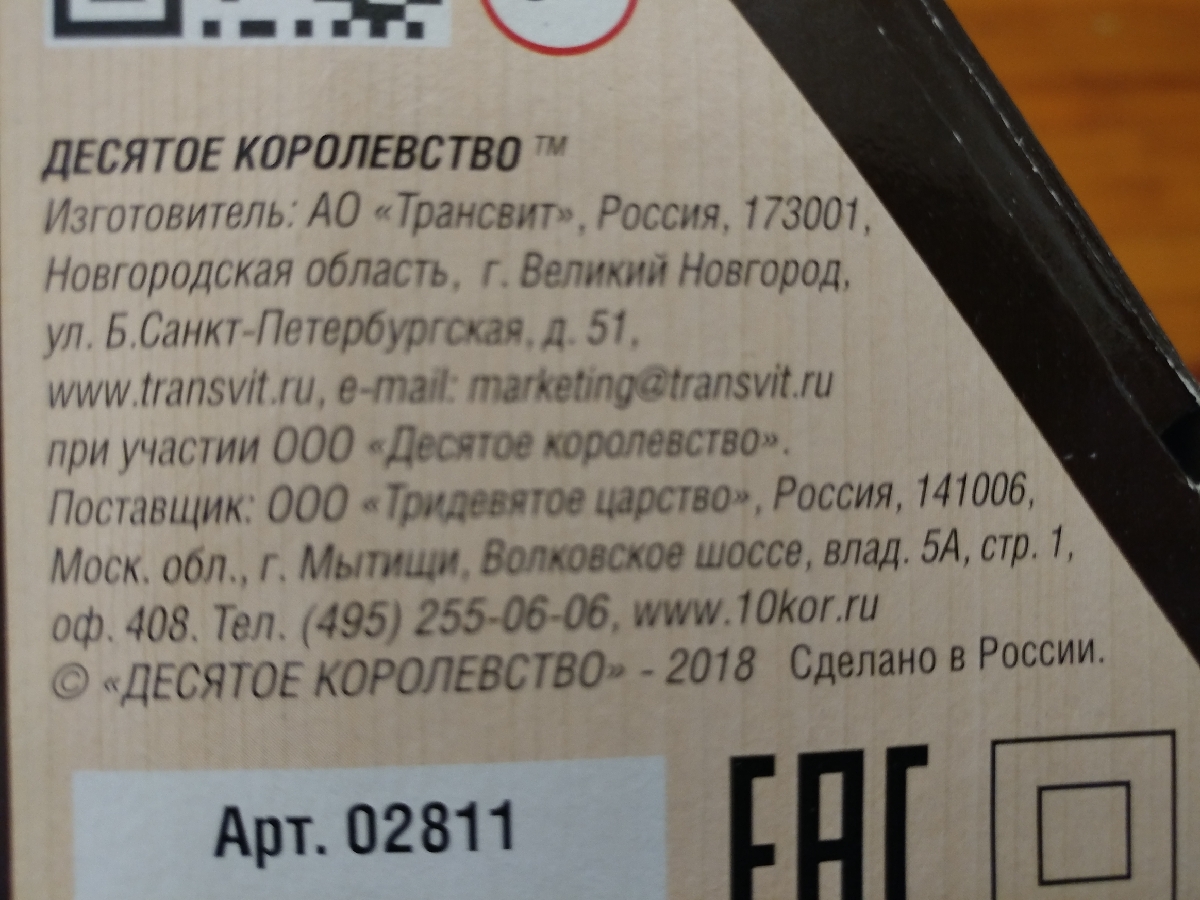 ДЕСЯТОЕ КОРОЛЕВСТВО ™
Изготовитель: АО «Трансвит», Россия, 173001,
Новгородская область, г. Великий Новгород,
ул. Б.Санкт-Петербургская, д. 51,
www.transvit.ru, e-mail: marketing@transvit.ru
при участии ООО «Десятое королевство».
Поставщик: ООО «Тридевятое царство», Россия, 141006,
Моск. обл., г. Мытищи, Волковское шоссе, влад. 5А, стр. 1,
оф. 408. Тел. (495) 255-06-06, www.10kor.ru
© «ДЕСЯТОЕ КОРОЛЕВСТВО» - 2018 Сделано в России.
Арт. 02811
EAC